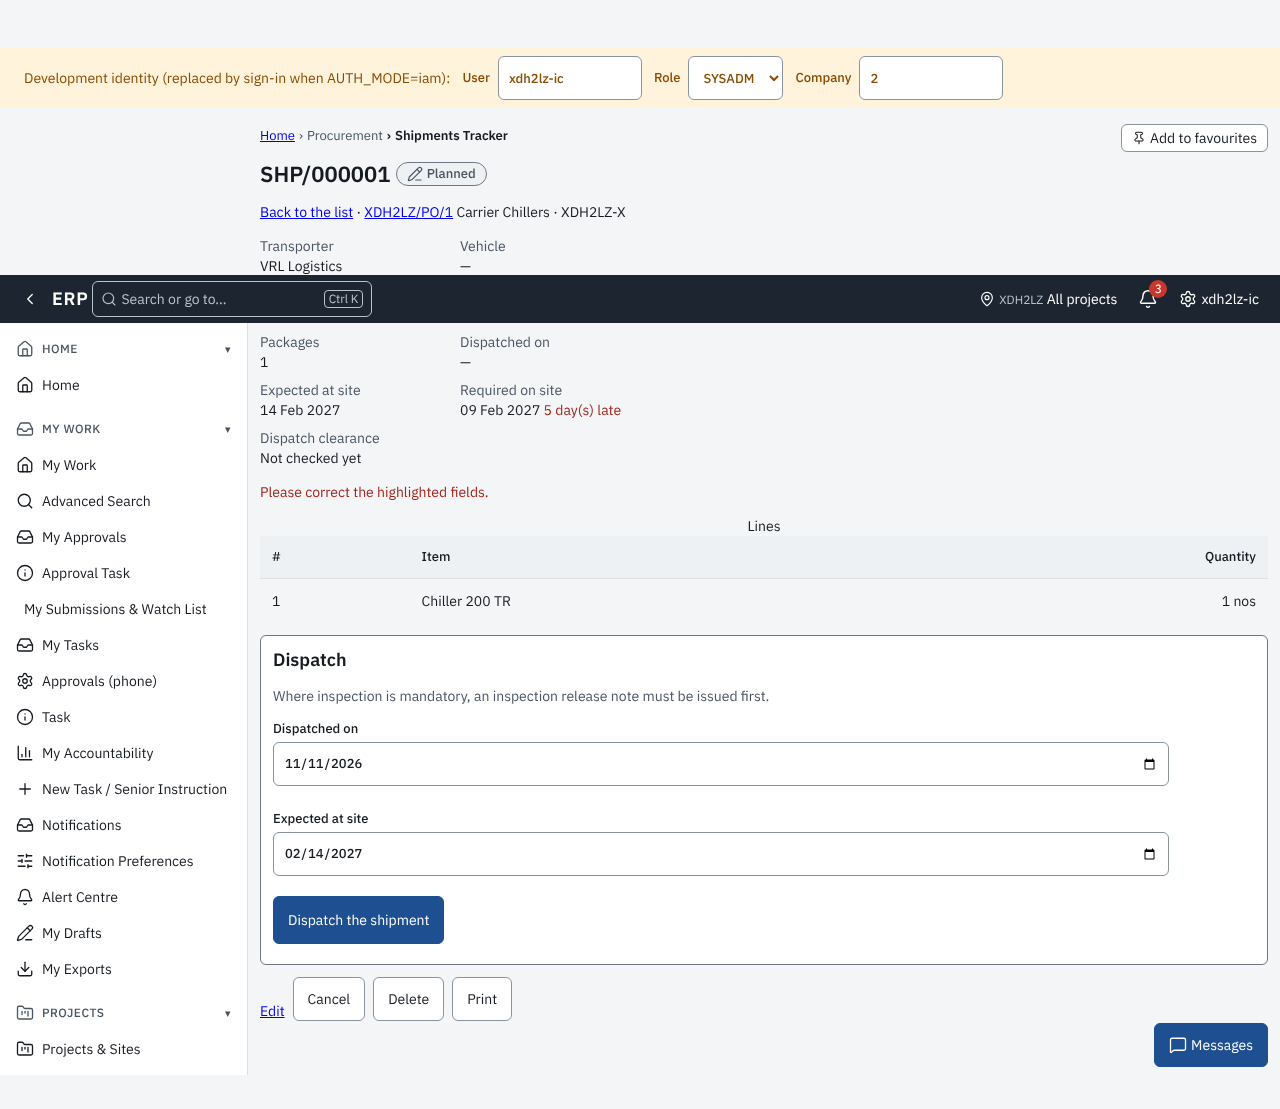 Development identity (replaced by sign-in when AUTH_MODE=iam): User xdh2lz-ic Role SYSADM Company 2
Home › Procurement › Shipments Tracker
Add to favourites
SHP/000001 Planned
Back to the list · XDH2LZ/PO/1 Carrier Chillers · XDH2LZ-X
Transporter Vehicle
VRL Logistics —
ERP Search or go to... Ctrl K XDH2LZ All projects 3 xdh2lz-ic
HOME
Home
MY WORK
My Work
Advanced Search
My Approvals
Approval Task
My Submissions & Watch List
My Tasks
Approvals (phone)
Task
My Accountability
New Task / Senior Instruction
Notifications
Notification Preferences
Alert Centre
My Drafts
My Exports
PROJECTS
Projects & Sites
Packages Dispatched on
1 —
Expected at site Required on site
14 Feb 2027 09 Feb 2027 5 day(s) late
Dispatch clearance
Not checked yet
Please correct the highlighted fields.
Lines
# Item Quantity
1 Chiller 200 TR 1 nos
Dispatch
Where inspection is mandatory, an inspection release note must be issued first.
Dispatched on
11/11/2026
Expected at site
02/14/2027
Dispatch the shipment
Edit Cancel Delete Print
Messages